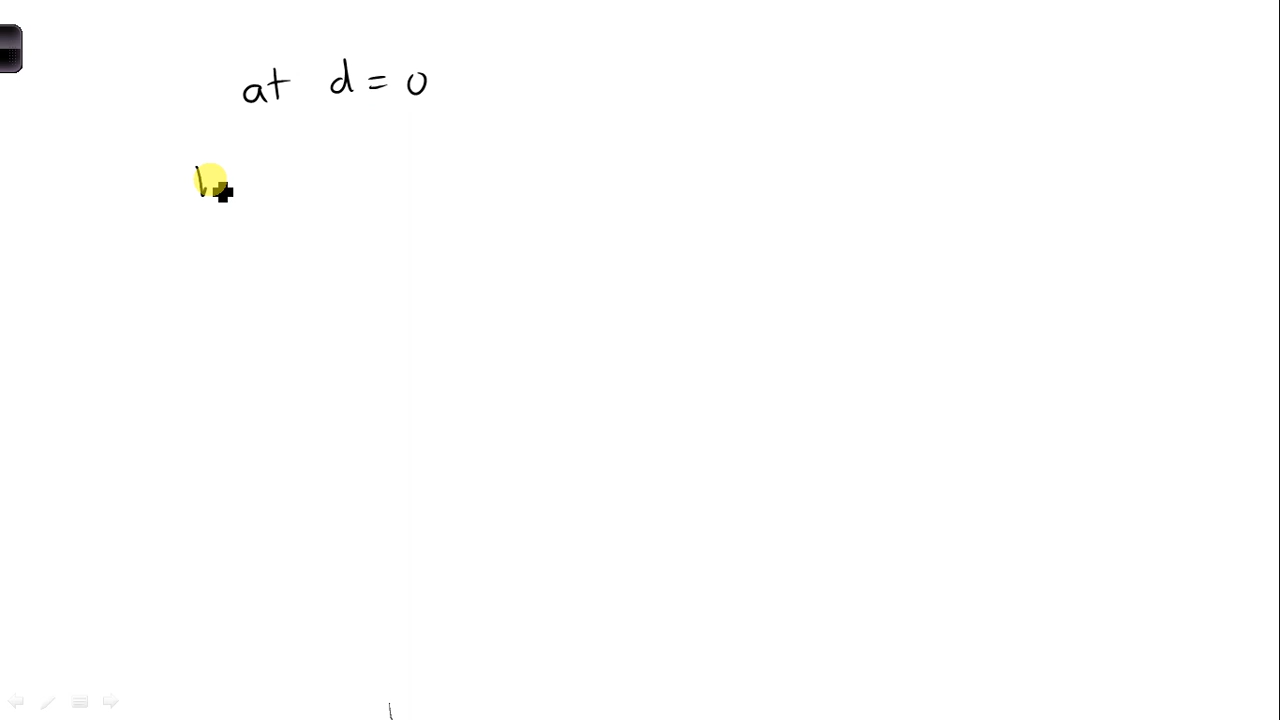 at d = 0